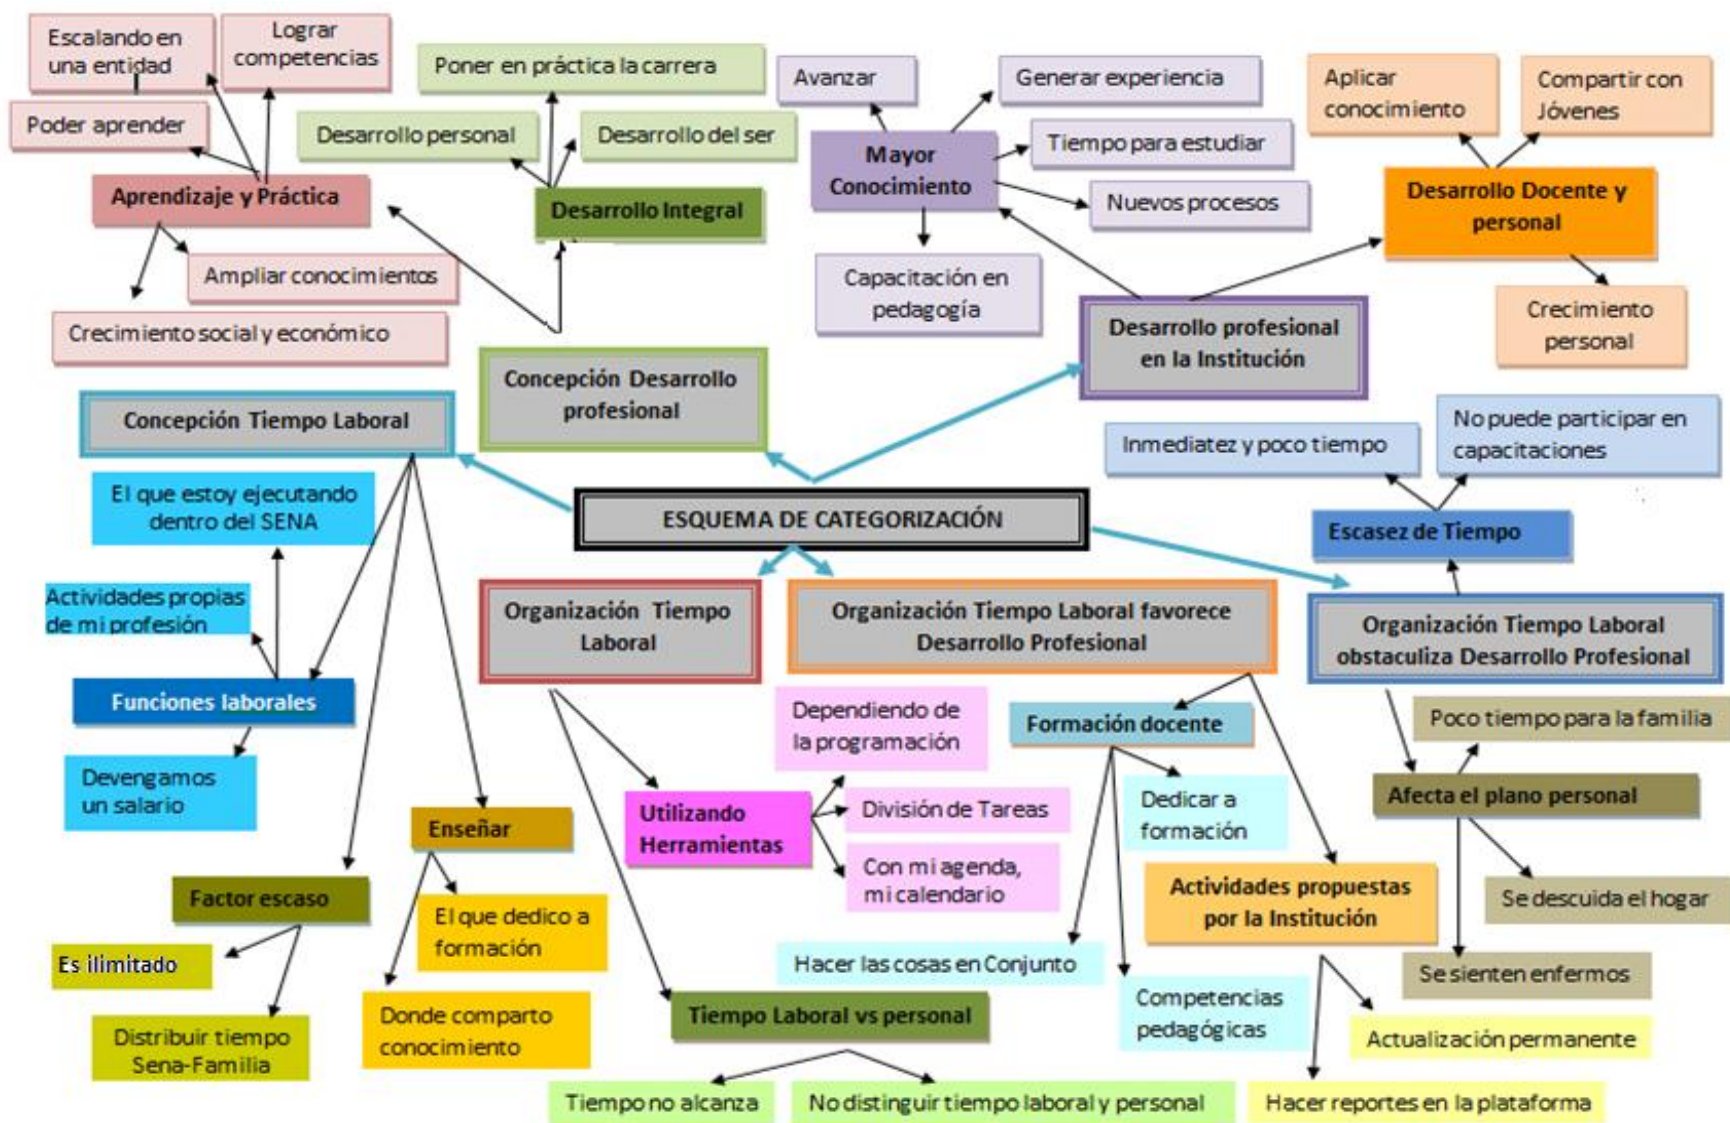 Escalando en
una entidad
Lograr
competencias
Poder aprender
Aprendizaje y Práctica
Ampliar conocimientos
Crecimiento social y económico
Poner en práctica la carrera
Desarrollo personal
Desarrollo del ser
Desarrollo Integral
Avanzar
Generar experiencia
Mayor
Conocimiento
Tiempo para estudiar
Nuevos procesos
Capacitación en
pedagogía
Aplicar
conocimiento
Compartir con
Jóvenes
Desarrollo Docente y
personal
Crecimiento
personal
Desarrollo profesional
en la Institución
Concepción Desarrollo
profesional
Concepción Tiempo Laboral
Inmediatez y poco tiempo
No puede participar en
capacitaciones
Escasez de Tiempo
ESQUEMA DE CATEGORIZACIÓN
El que estoy ejecutando
dentro del SENA
Actividades propias
de mi profesión
Funciones laborales
Devengamos
un salario
Organización Tiempo
Laboral
Organización Tiempo Laboral favorece
Desarrollo Profesional
Organización Tiempo Laboral
obstaculiza Desarrollo Profesional
Dependiendo de
la programación
Utilizando
Herramientas
División de Tareas
Con mi agenda,
mi calendario
Formación docente
Dedicar a
formación
Poco tiempo para la familia
Afecta el plano personal
Se descuida el hogar
Se sienten enfermos
Enseñar
El que dedico a
formación
Donde comparto
conocimiento
Factor escaso
Es ilimitado
Distribuir tiempo
Sena-Familia
Actividades propuestas
por la Institución
Hacer las cosas en Conjunto
Competencias
pedagógicas
Tiempo Laboral vs personal
Actualización permanente
Tiempo no alcanza
No distinguir tiempo laboral y personal
Hacer reportes en la plataforma